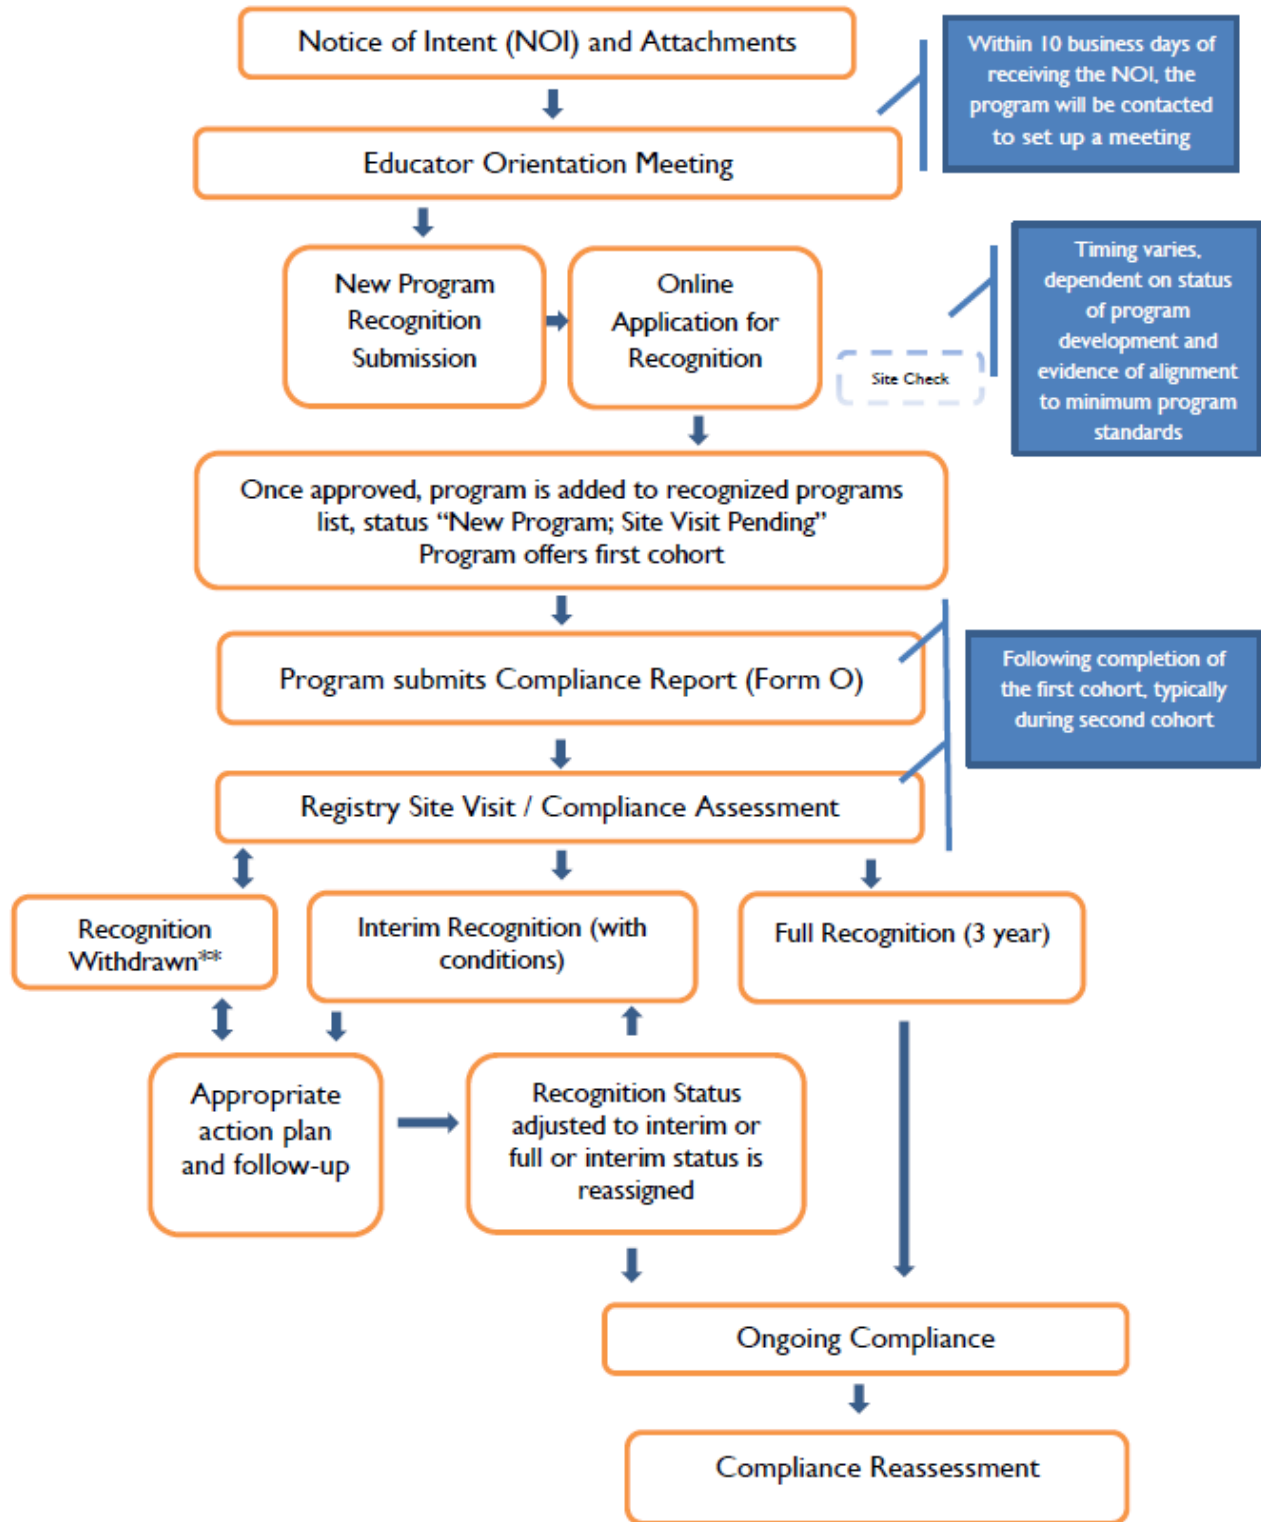 Notice of Intent (NOI) and Attachments
Within 10 business days of
receiving the NOI, the
program will be contacted
to set up a meeting
Educator Orientation Meeting
New Program
Recognition
Submission
Online
Application for
Recognition
Site Check
Timing varies,
dependent on status
of program
development and
evidence of alignment
to minimum program
standards
Once approved, program is added to recognized programs
list, status “New Program; Site Visit Pending”
Program offers first cohort
Program submits Compliance Report (Form O)
Following completion of
the first cohort, typically
during second cohort
Registry Site Visit / Compliance Assessment
Recognition
Withdrawn**
Interim Recognition (with
conditions)
Full Recognition (3 year)
Appropriate
action plan
and follow-up
Recognition Status
adjusted to interim or
full or interim status is
reassigned
Ongoing Compliance
Compliance Reassessment